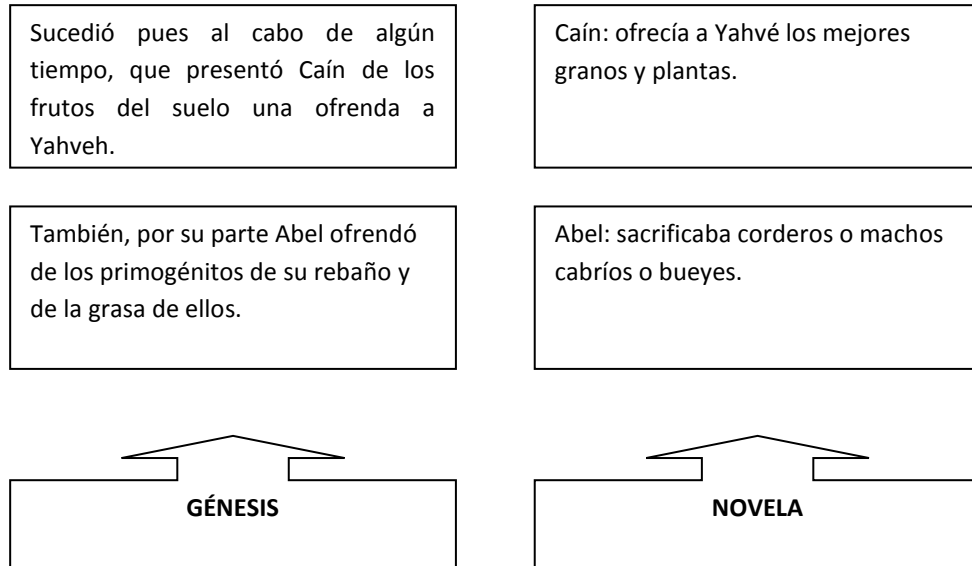 Sucedió pues al cabo de algún
tiempo, que presentó Caín de los
frutos del suelo una ofrenda a
Yahveh.
Caín: ofrecía a Yahvé los mejores
granos y plantas.
También, por su parte Abel ofrendó
de los primogénitos de su rebaño y
de la grasa de ellos.
Abel: sacrificaba corderos o machos
cabríos o bueyes.
GÉNESIS
NOVELA